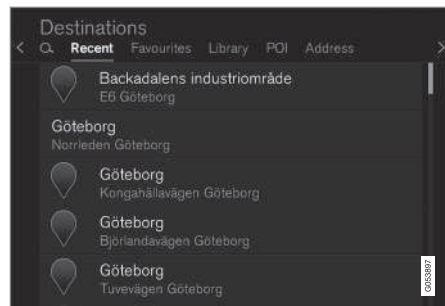 Destinations
Recent Favourites Library POI Address
Backadalens industriområde
E6 Göteborg
Göteborg
Norrleden Göteborg
Göteborg
Kongahällavägen Göteborg
Göteborg
Björlandavägen Göteborg
Göteborg
Tuvevägen Göteborg
G053897